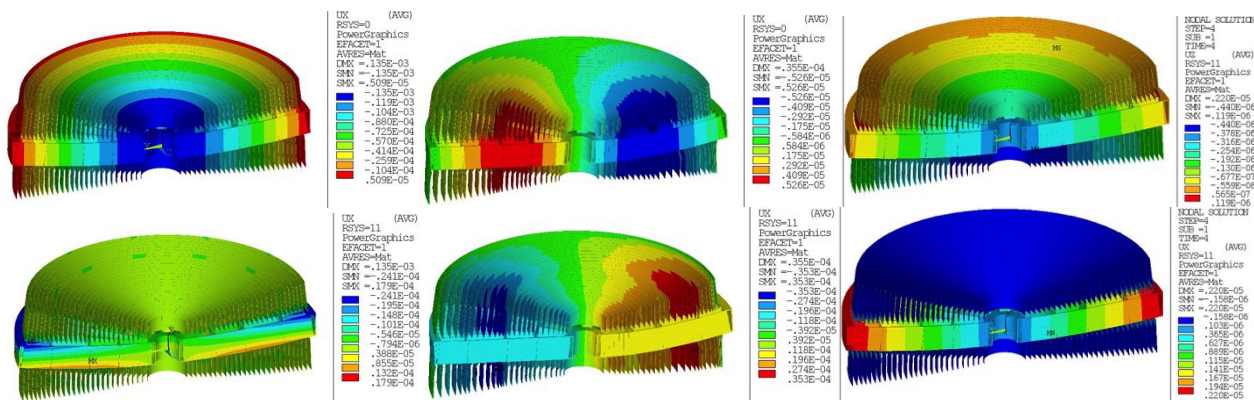 UX (AVG)
RSYS=0
PowerGraphics
EFACET=1
AVRES=Mat
DMX =.135E-03
SMN =-.135E-03
SMX =.509E-05
-.135E-03
-.119E-03
-.104E-03
-.880E-04
-.725E-04
-.570E-04
-.414E-04
-.259E-04
-.104E-04
.509E-05
UX (AVG)
RSYS=0
PowerGraphics
EFACET=1
AVRES=Mat
DMX =.355E-04
SMN =-.526E-05
SMX =.526E-05
-.526E-05
-.409E-05
-.292E-05
-.175E-05
-.584E-06
.584E-06
.175E-05
.292E-05
.409E-05
.526E-05
MX
NODAL SOLUTION
STEP=4
SUB =1
TIME=4
UZ (AVG)
RSYS=11
PowerGraphics
EFACET=1
AVRES=Mat
DMX =.220E-05
SMN =-.440E-06
SMX =.119E-06
-.440E-06
-.378E-06
-.316E-06
-.254E-06
-.192E-06
-.130E-06
-.677E-07
-.559E-08
.565E-07
.119E-06
MX
UX (AVG)
RSYS=11
PowerGraphics
EFACET=1
AVRES=Mat
DMX =.135E-03
SMN =-.241E-04
SMX =.179E-04
-.241E-04
-.195E-04
-.148E-04
-.101E-04
-.546E-05
-.794E-06
.388E-05
.855E-05
.132E-04
.179E-04
UX (AVG)
RSYS=11
PowerGraphics
EFACET=1
AVRES=Mat
DMX =.355E-04
SMN =-.353E-04
SMX =.353E-04
-.353E-04
-.274E-04
-.196E-04
-.118E-04
-.392E-05
.392E-05
.118E-04
.196E-04
.274E-04
.353E-04
MN
NODAL SOLUTION
STEP=4
SUB =1
TIME=4
UX (AVG)
RSYS=11
PowerGraphics
EFACET=1
AVRES=Mat
DMX =.220E-05
SMN =-.158E-06
SMX =.220E-05
-.158E-06
.103E-06
.365E-06
.627E-06
.889E-06
.115E-05
.141E-05
.167E-05
.194E-05
.220E-05